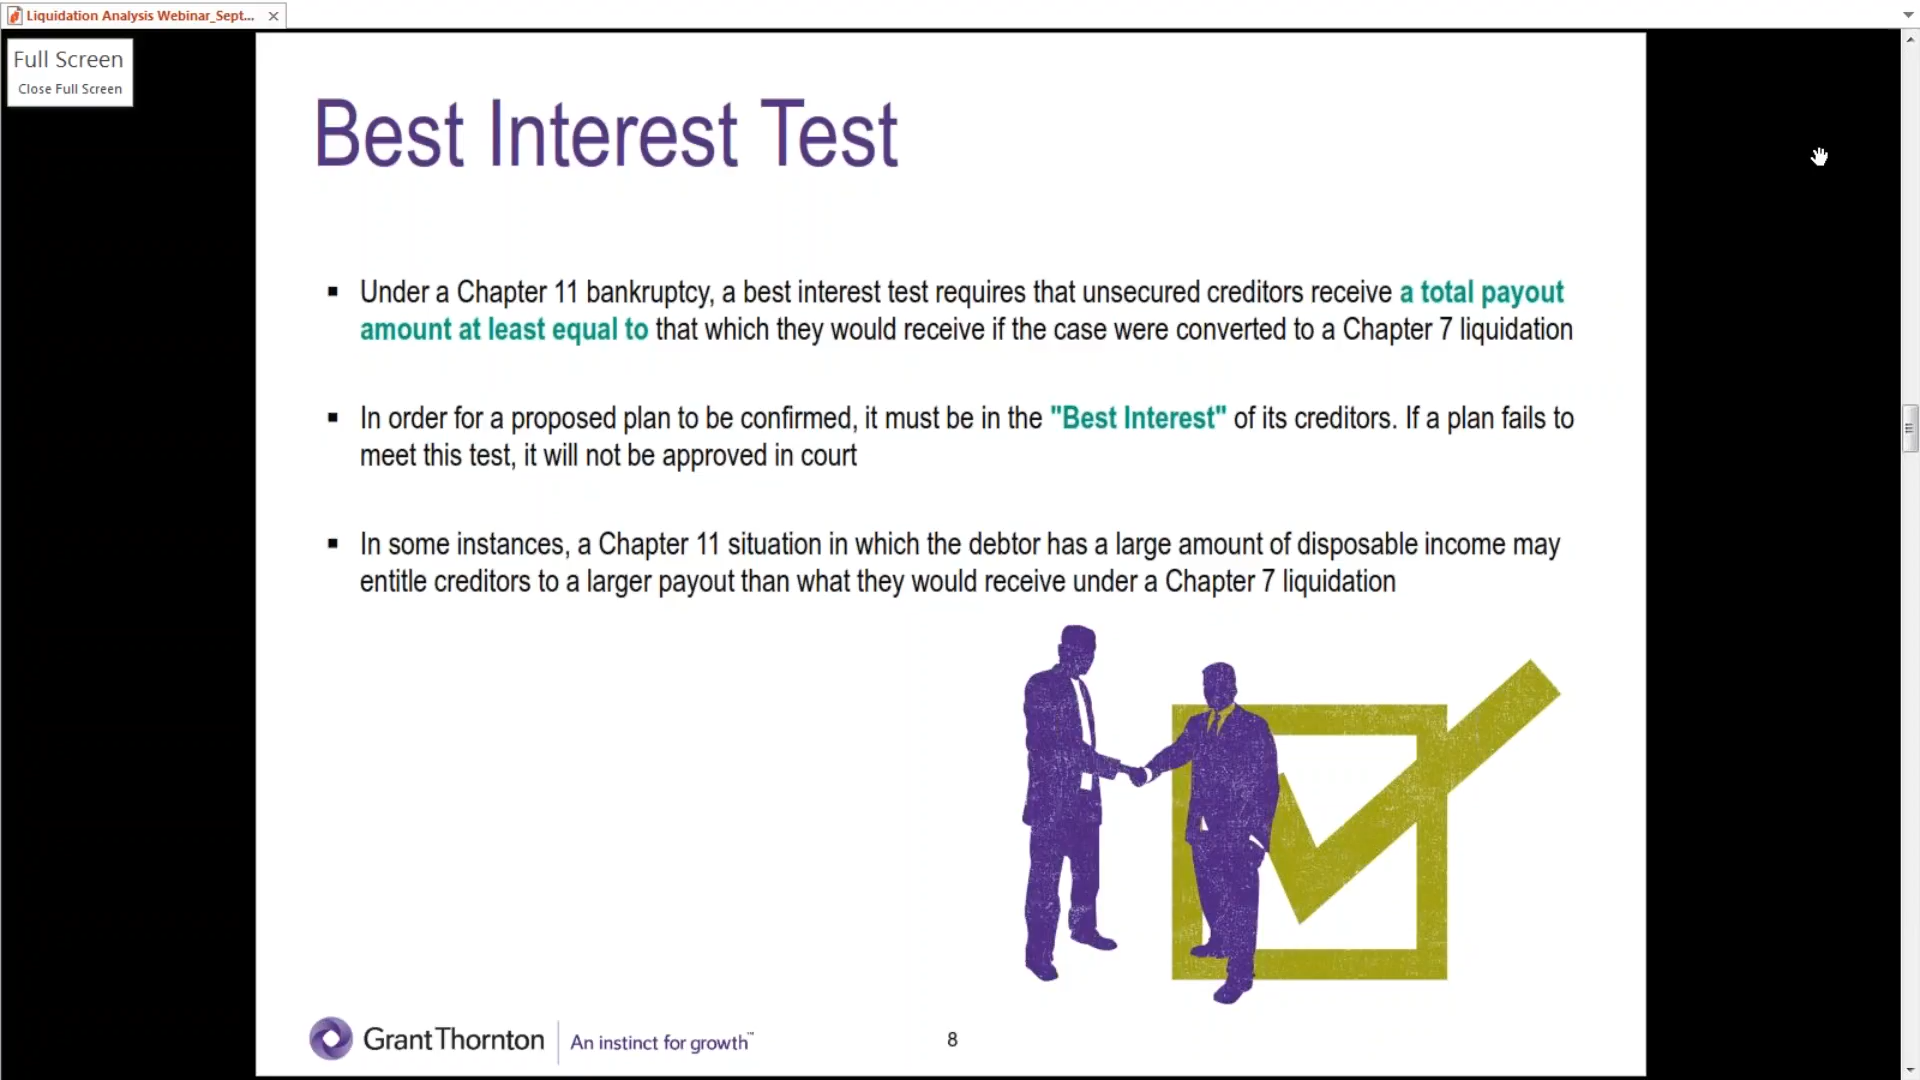 Liquidation Analysis Webinar_Sept...
Full Screen
Close Full Screen
Best Interest Test
▪ Under a Chapter 11 bankruptcy, a best interest test requires that unsecured creditors receive a total payout
amount at least equal to that which they would receive if the case were converted to a Chapter 7 liquidation
▪ In order for a proposed plan to be confirmed, it must be in the "Best Interest" of its creditors. If a plan fails to
meet this test, it will not be approved in court
▪ In some instances, a Chapter 11 situation in which the debtor has a large amount of disposable income may
entitle creditors to a larger payout than what they would receive under a Chapter 7 liquidation
GrantThornton
An instinct for growth™
8